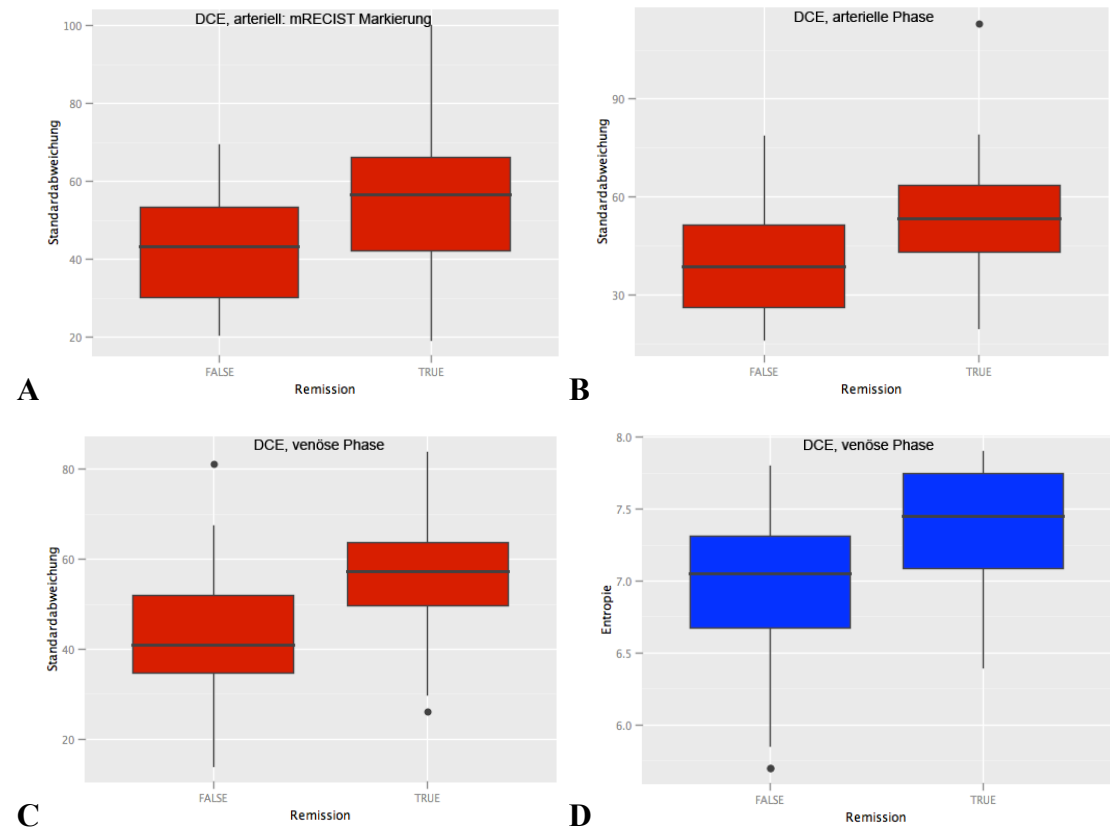 DCE, arteriell: mRECIST Markierung
100
80
60
40
20
Standardabweichung
FALSE
TRUE
Remission
A
DCE, arterielle Phase
90
60
30
Standardabweichung
FALSE
TRUE
Remission
B
DCE, venöse Phase
80
60
40
20
Standardabweichung
FALSE
TRUE
Remission
C
DCE, venöse Phase
8.0
7.5
7.0
6.5
6.0
Entropie
FALSE
TRUE
Remission
D